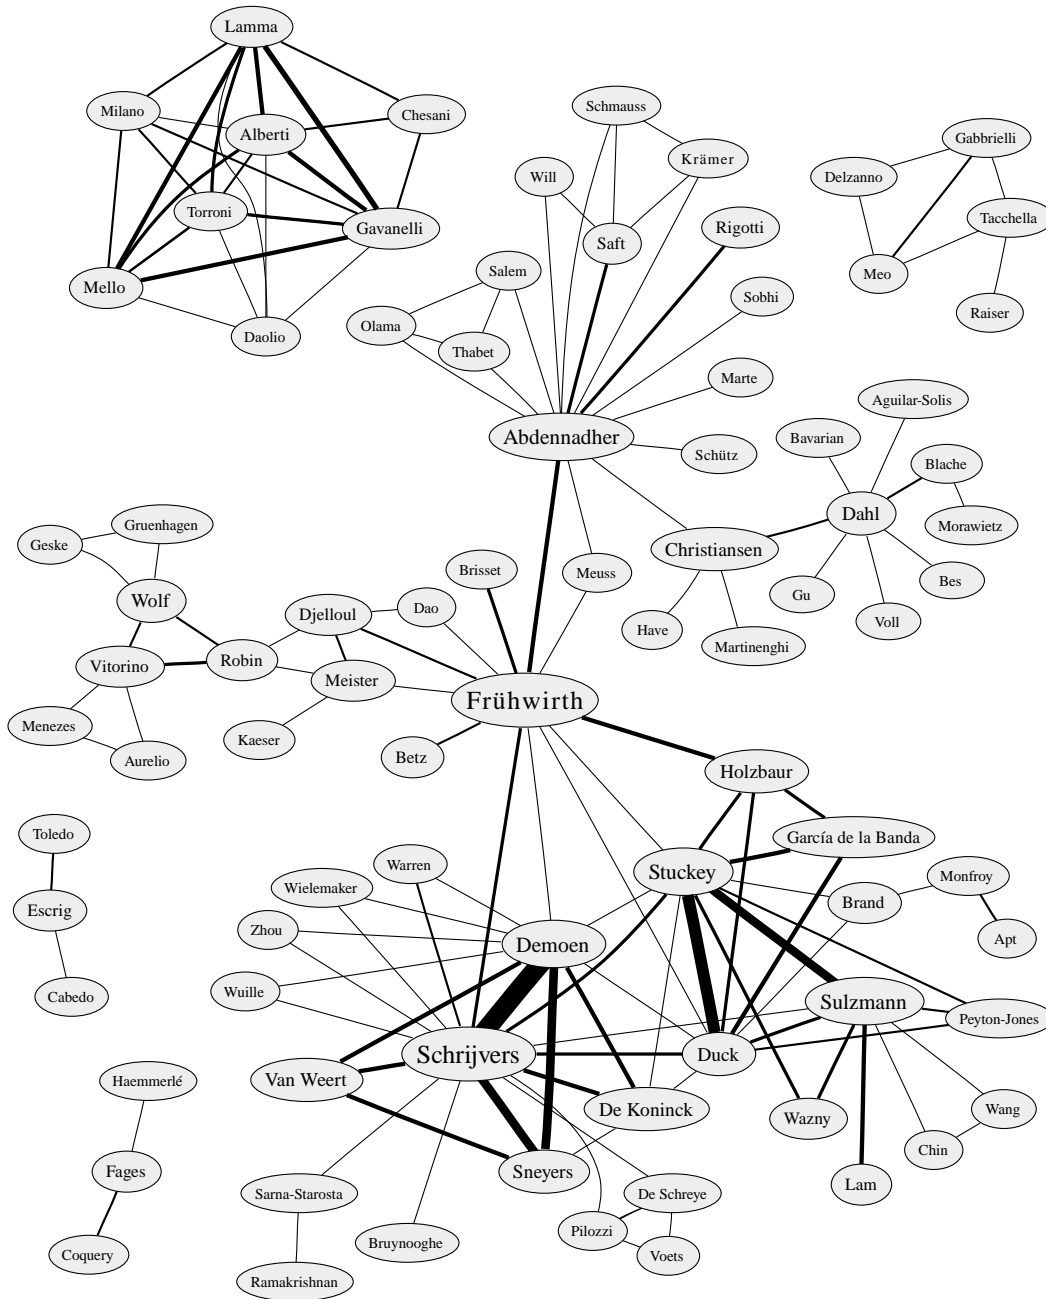 Lamma
Milano
Chesani
Alberti
Torroni
Gavanelli
Mello
Daolio
Schmauss
Krämer
Will
Saft
Rigotti
Salem
Sobhi
Olama
Thabet
Marte
Abdennadher
Schütz
Gabbrielli
Delzanno
Tacchella
Meo
Raiser
Aguilar-Solis
Bavarian
Blache
Dahl
Morawietz
Christiansen
Bes
Gu
Voll
Have
Martinenghi
Gruenhagen
Geske
Wolf
Brisset
Meuss
Djelloul
Dao
Vitorino
Robin
Meister
Frühwirth
Menezes
Aurelio
Kaeser
Betz
Holzbaur
Toledo
Escrig
Cabedo
García de la Banda
Stuckey
Monfroy
Brand
Apt
Warren
Wielemaker
Zhou
Demoen
Wuille
Sulzmann
Peyton-Jones
Schrijvers
Duck
Van Weert
De Koninck
Wazny
Wang
Chin
Lam
Haemmerlé
Fages
Coquery
Sneyers
Sarna-Starosta
De Schreye
Pilozzi
Voets
Bruynooghe
Ramakrishnan